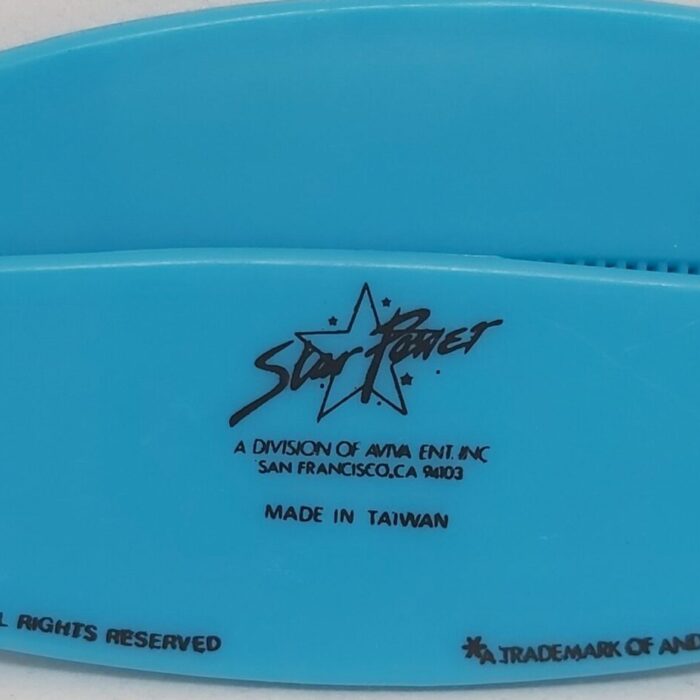 Star Power
A DIVISION OF AVIVA ENT. INC
SAN FRANCISCO, CA 94103
MADE IN TAIWAN
L RIGHTS RESERVED
*A TRADEMARK OF AND